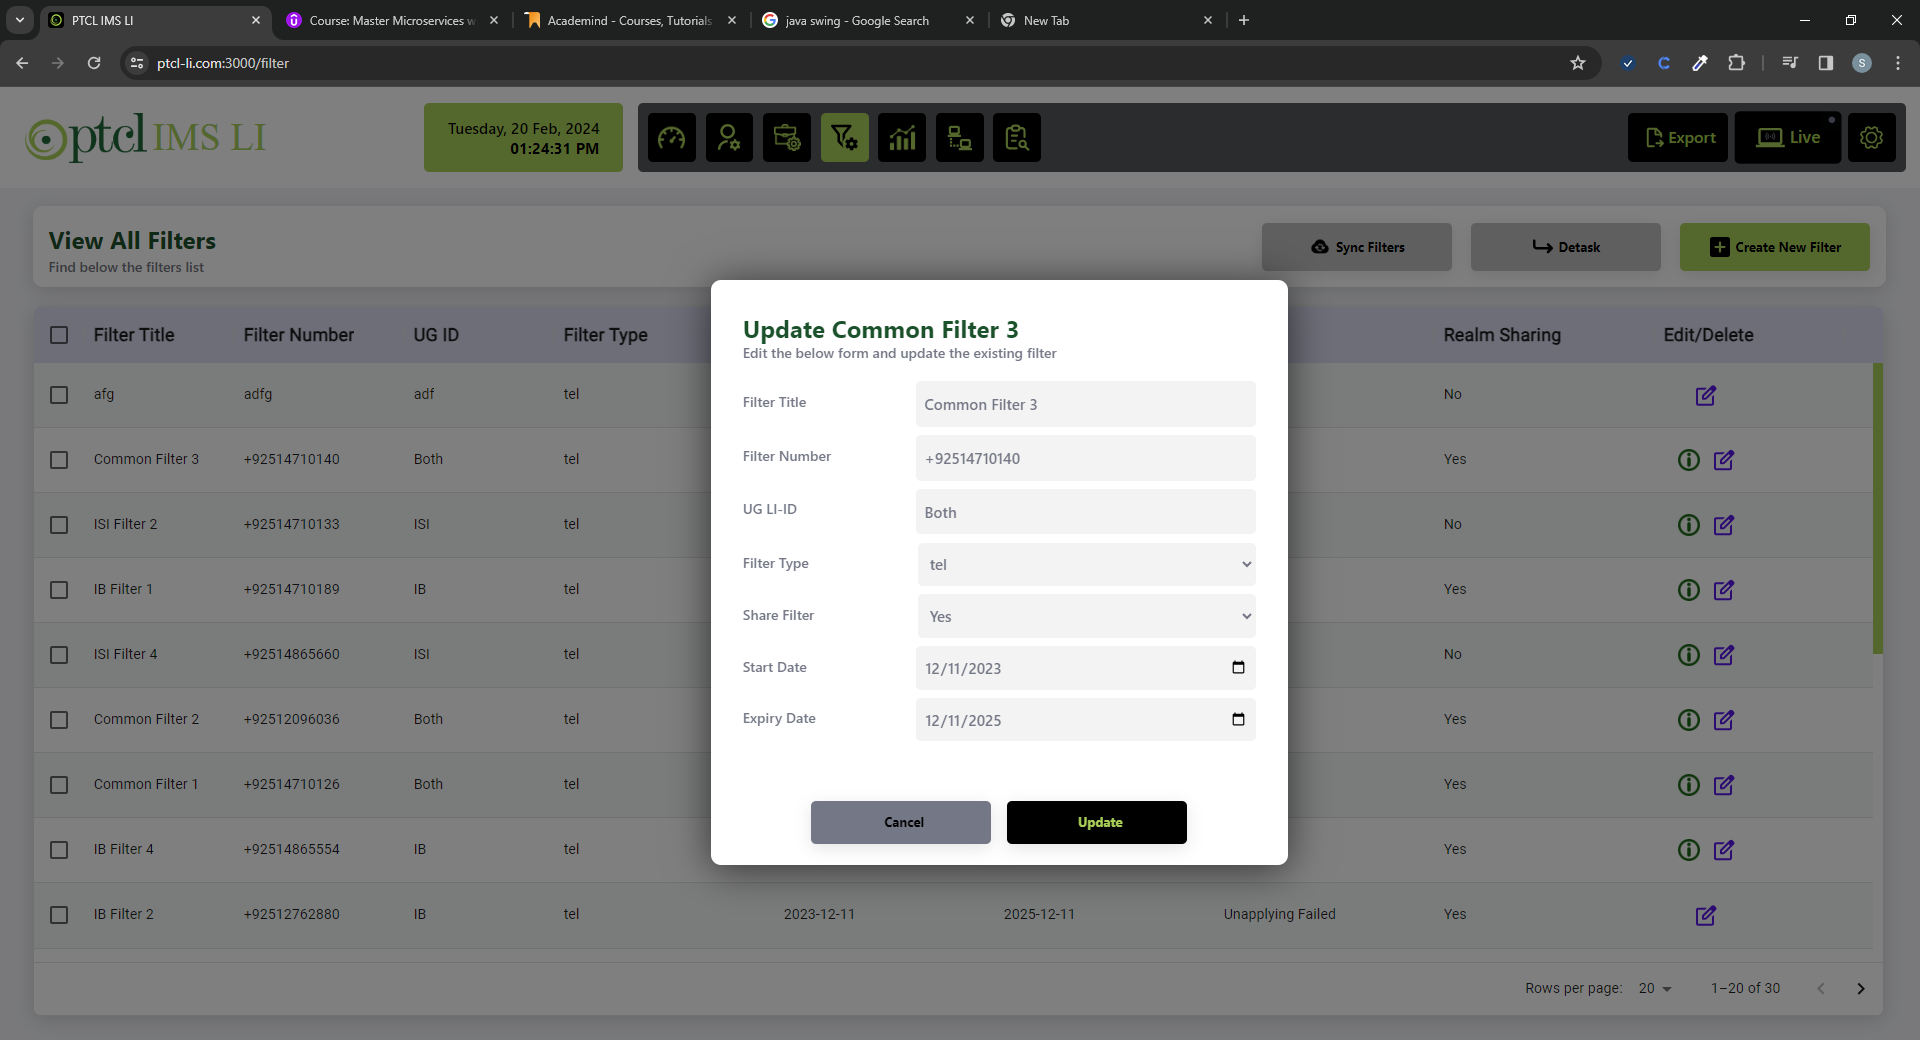 PTCL IMS LI
Course: Master Microservices w
Academind - Courses, Tutorials
java swing - Google Search
New Tab
ptcl-li.com:3000/filter
S
ptcl IMS LI
Tuesday, 20 Feb, 2024
01:24:31 PM
Export
Live
View All Filters
Find below the filters list
Sync Filters
Detask
Create New Filter
Filter Title Filter Number UG ID Filter Type Realm Sharing Edit/Delete
afg adfg adf tel No
Common Filter 3 +92514710140 Both tel Yes
ISI Filter 2 +92514710133 ISI tel No
IB Filter 1 +92514710189 IB tel Yes
ISI Filter 4 +92514865660 ISI tel No
Common Filter 2 +92512096036 Both tel Yes
Common Filter 1 +92514710126 Both tel Yes
IB Filter 4 +92514865554 IB tel Yes
IB Filter 2 +92512762880 IB tel 2023-12-11 2025-12-11 Unapplying Failed Yes
Rows per page: 20 1–20 of 30
Update Common Filter 3
Edit the below form and update the existing filter
Filter Title Common Filter 3
Filter Number +92514710140
UG LI-ID Both
Filter Type tel
Share Filter Yes
Start Date 12/11/2023
Expiry Date 12/11/2025
Cancel Update